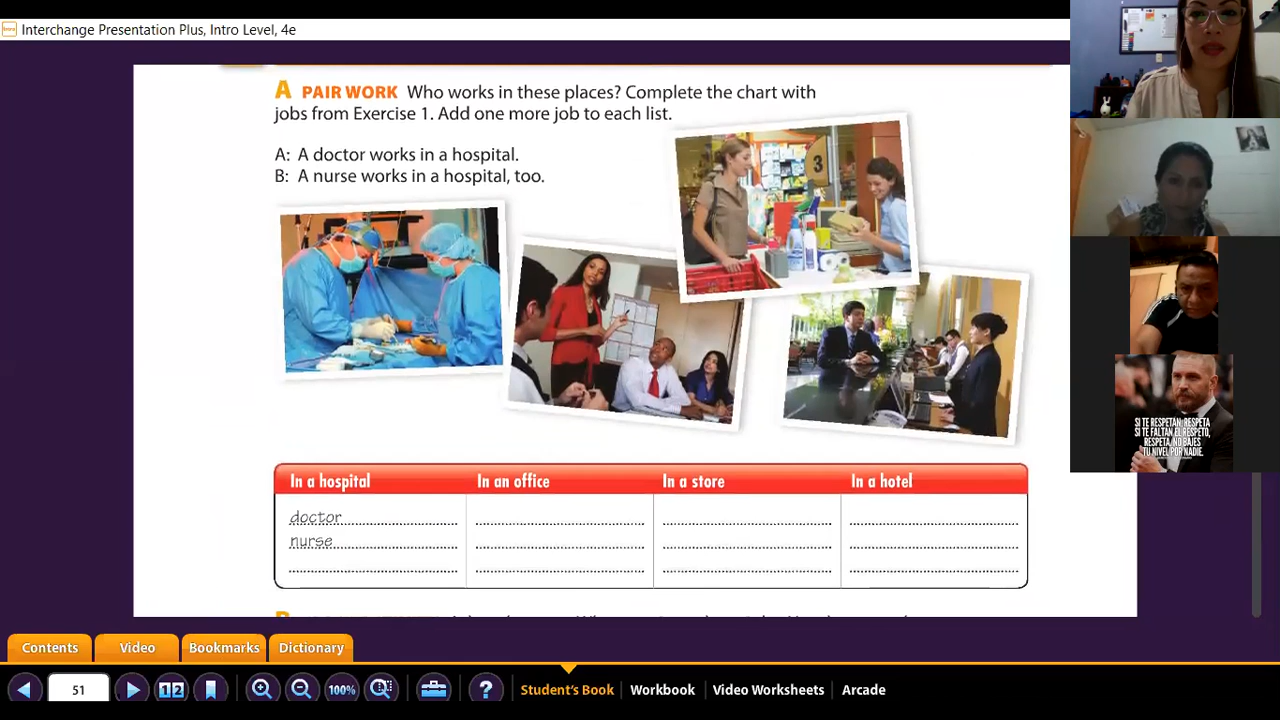 Interchange Presentation Plus, Intro Level, 4e
A PAIR WORK Who works in these places? Complete the chart with
jobs from Exercise 1. Add one more job to each list.
A: A doctor works in a hospital.
B: A nurse works in a hospital, too.
3
In a hospital In an office In a store In a hotel
doctor
nurse
SI TE RESPETAN, RESPETA
SI TE FALTAN EL RESPETO,
RESPETA, NO BAJES
TU NIVEL POR NADIE.
Contents Video Bookmarks Dictionary
51 12 100% ? Student's Book Workbook Video Worksheets Arcade